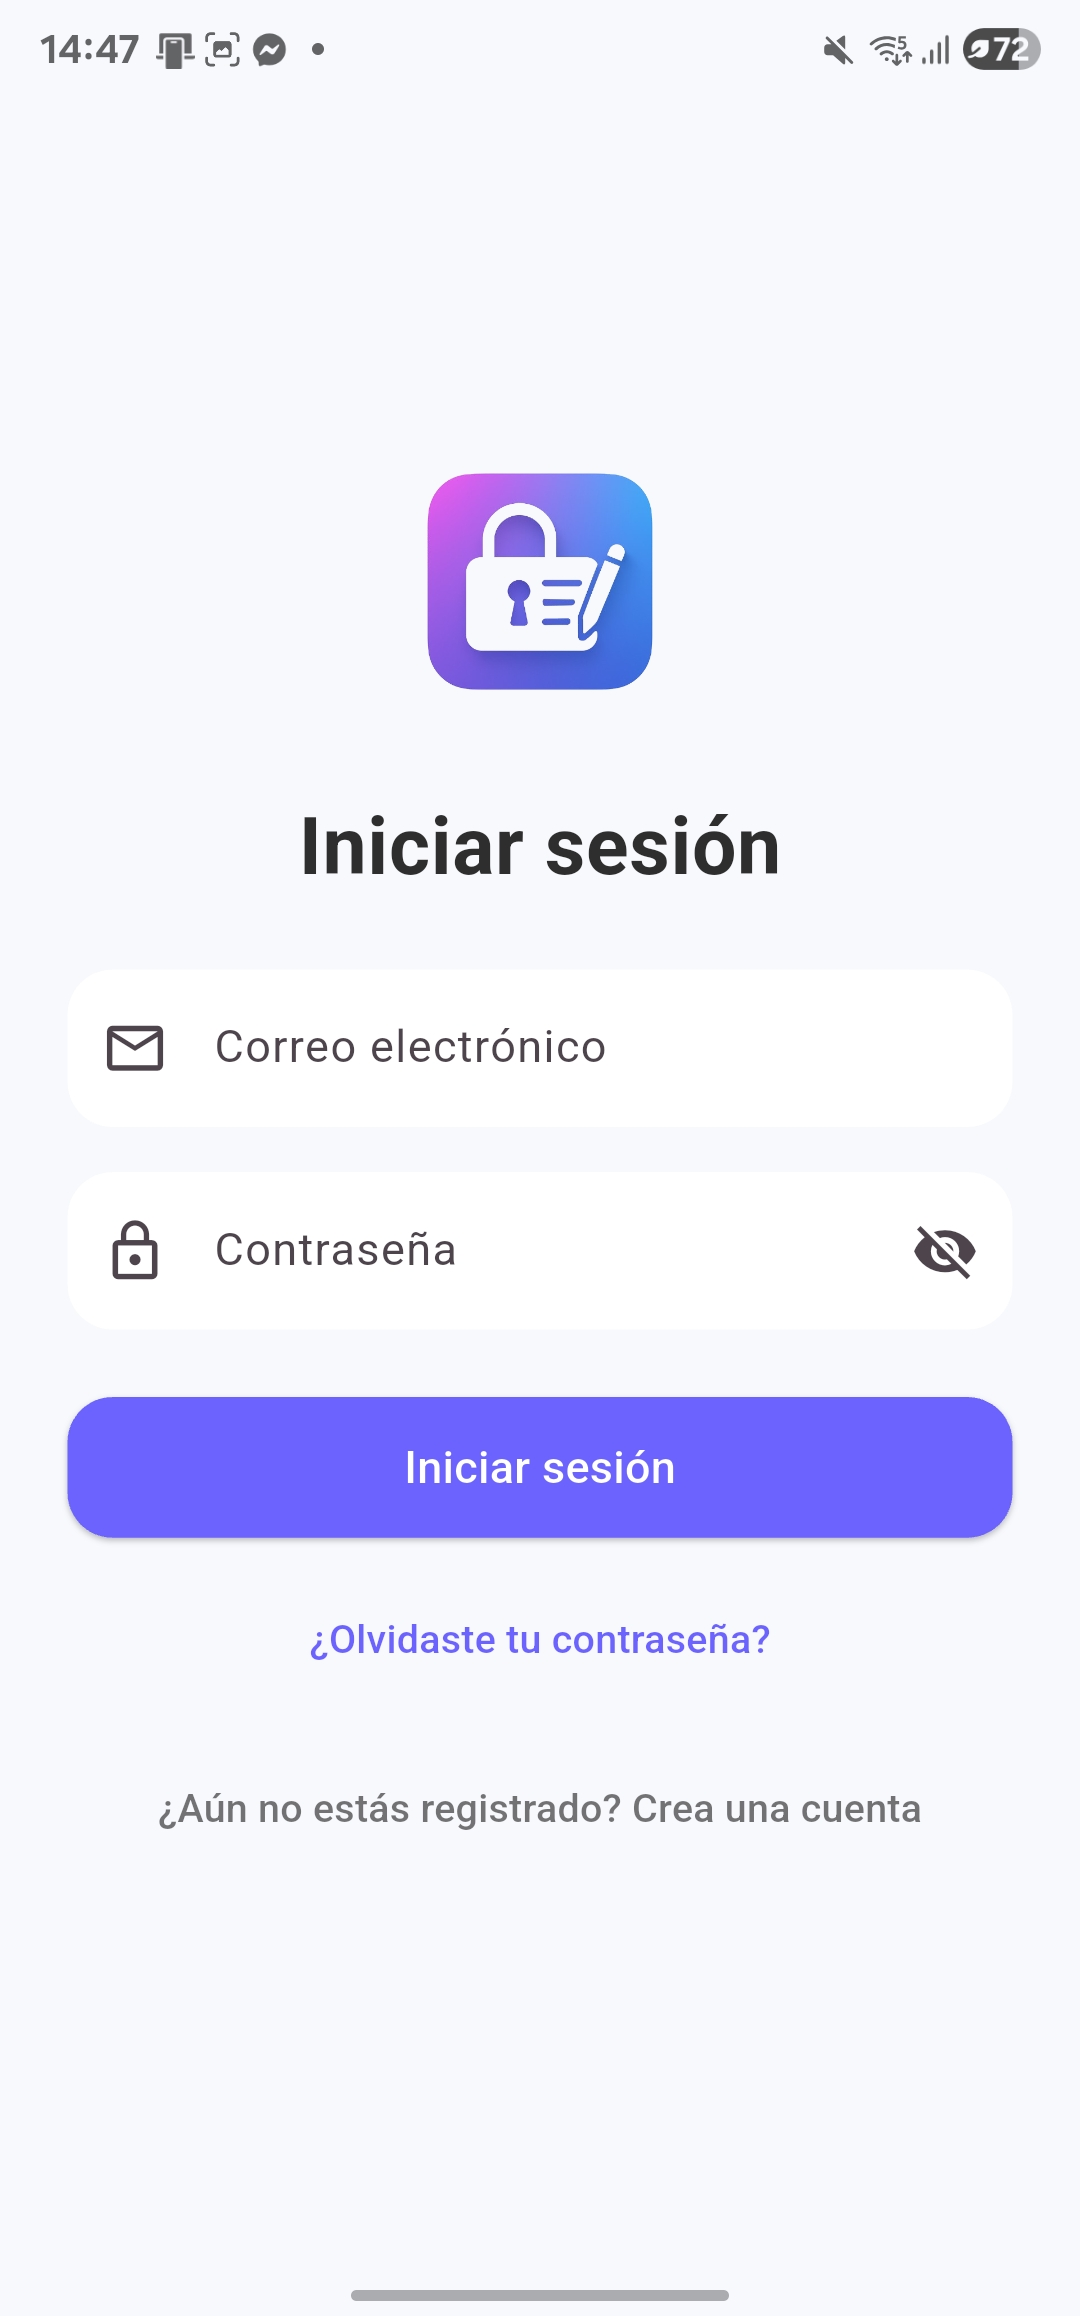 14:47
5
72
Iniciar sesión
Correo electrónico
Contraseña
Iniciar sesión
¿Olvidaste tu contraseña?
¿Aún no estás registrado? Crea una cuenta